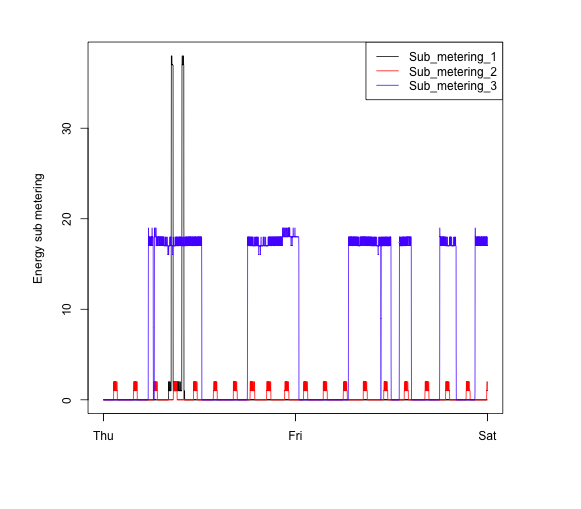 Sub_metering_1
Sub_metering_2
Sub_metering_3
Energy sub metering
30
20
10
0
Thu Fri Sat